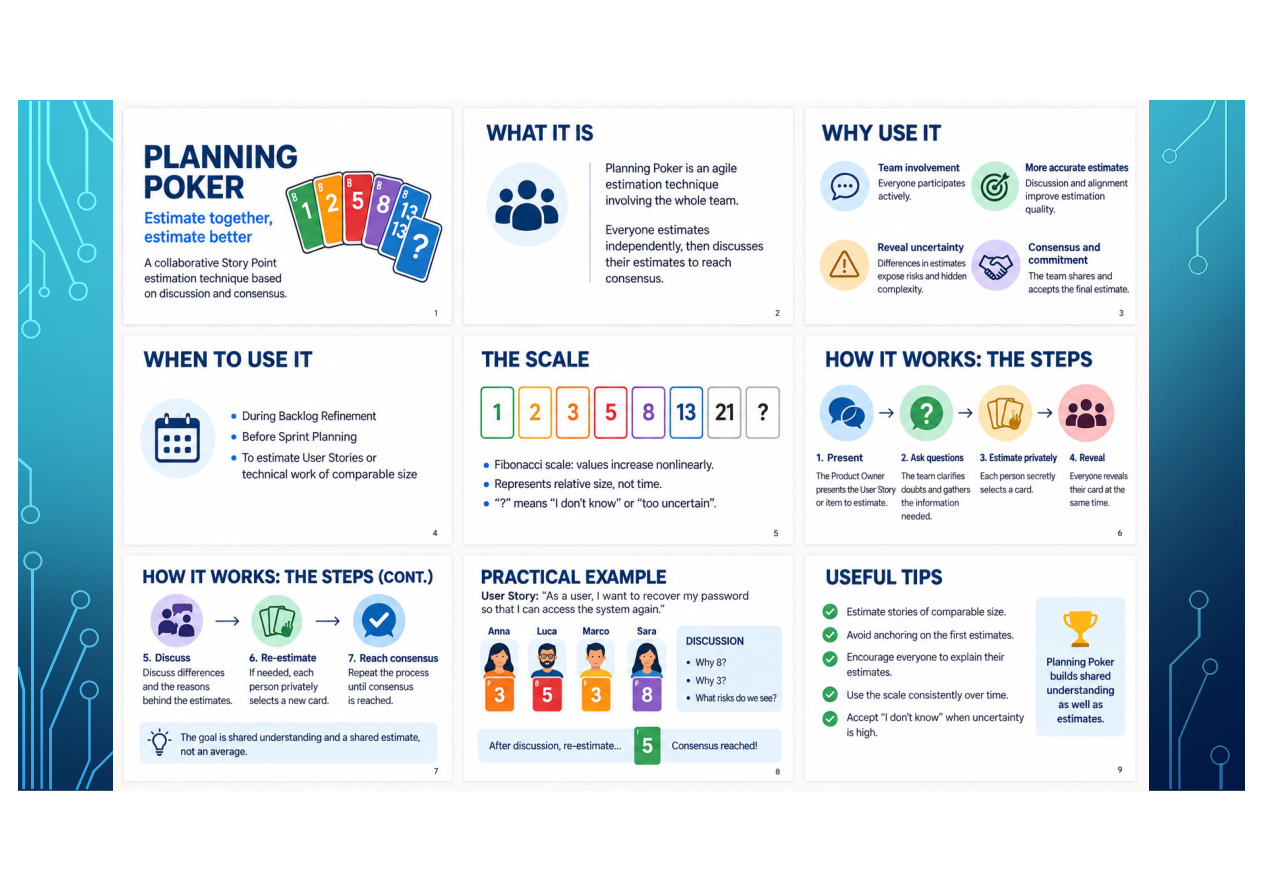 PLANNING
POKER
Estimate together,
estimate better
A collaborative Story Point
estimation technique based
on discussion and consensus.
B 1
B 2
B 5
B 8
13
13
?
1
WHAT IT IS
Planning Poker is an agile
estimation technique
involving the whole team.
Everyone estimates
independently, then discusses
their estimates to reach
consensus.
2
WHY USE IT
Team involvement
Everyone participates
actively.
More accurate estimates
Discussion and alignment
improve estimation
quality.
Reveal uncertainty
Differences in estimates
expose risks and hidden
complexity.
Consensus and
commitment
The team shares and
accepts the final estimate.
3
WHEN TO USE IT
• During Backlog Refinement
• Before Sprint Planning
• To estimate User Stories or
technical work of comparable size
4
THE SCALE
1 2 3 5 8 13 21 ?
• Fibonacci scale: values increase nonlinearly.
• Represents relative size, not time.
• “?” means “I don’t know” or “too uncertain”.
5
HOW IT WORKS: THE STEPS
?
1. Present
The Product Owner
presents the User Story
or item to estimate.
2. Ask questions
The team clarifies
doubts and gathers
the information
needed.
3. Estimate privately
Each person secretly
selects a card.
4. Reveal
Everyone reveals
their card at the
same time.
6
HOW IT WORKS: THE STEPS (CONT.)
5. Discuss
Discuss differences
and the reasons
behind the estimates.
6. Re-estimate
If needed, each
person privately
selects a new card.
7. Reach consensus
Repeat the process
until consensus
is reached.
The goal is shared understanding and a shared estimate,
not an average.
7
PRACTICAL EXAMPLE
User Story: “As a user, I want to recover my password
so that I can access the system again.”
Anna Luca Marco Sara
3 5 3 8
DISCUSSION
• Why 8?
• Why 3?
• What risks do we see?
After discussion, re-estimate... 5 Consensus reached!
8
USEFUL TIPS
Estimate stories of comparable size.
Avoid anchoring on the first estimates.
Encourage everyone to explain their
estimates.
Use the scale consistently over time.
Accept “I don’t know” when uncertainty
is high.
Planning Poker
builds shared
understanding
as well as
estimates.
9